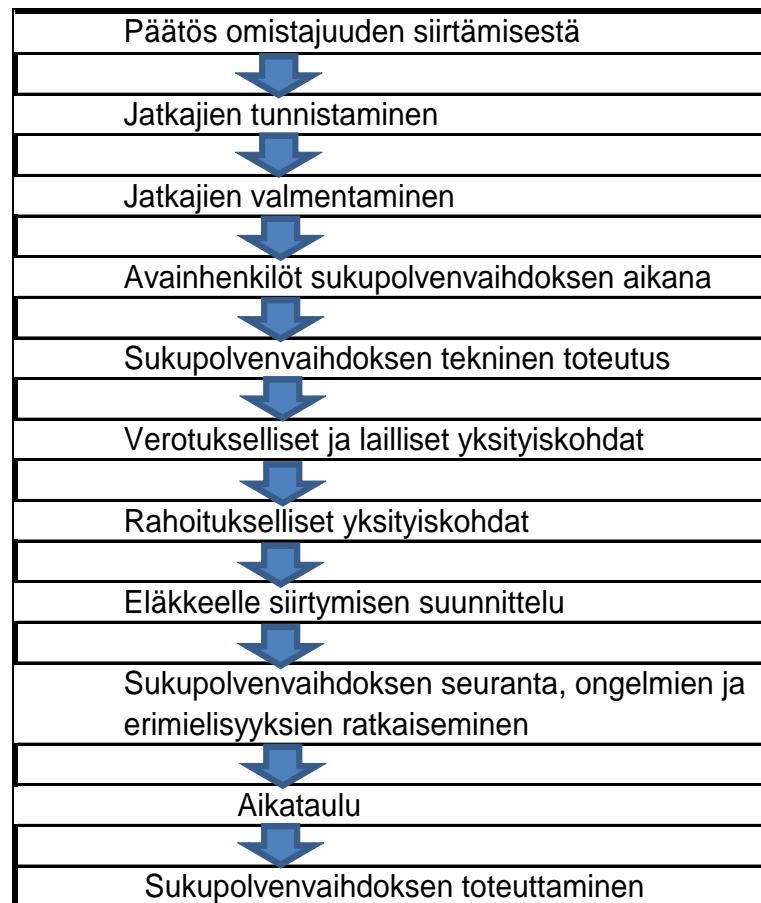 Päätös omistajuuden siirtämisestä
Jatkajien tunnistaminen
Jatkajien valmentaminen
Avainhenkilöt sukupolvenvaihdoksen aikana
Sukupolvenvaihdoksen tekninen toteutus
Verotukselliset ja lailliset yksityiskohdat
Rahoitukselliset yksityiskohdat
Eläkkeelle siirtymisen suunnittelu
Sukupolvenvaihdoksen seuranta, ongelmien ja
erimielisyyksien ratkaiseminen
Aikataulu
Sukupolvenvaihdoksen toteuttaminen